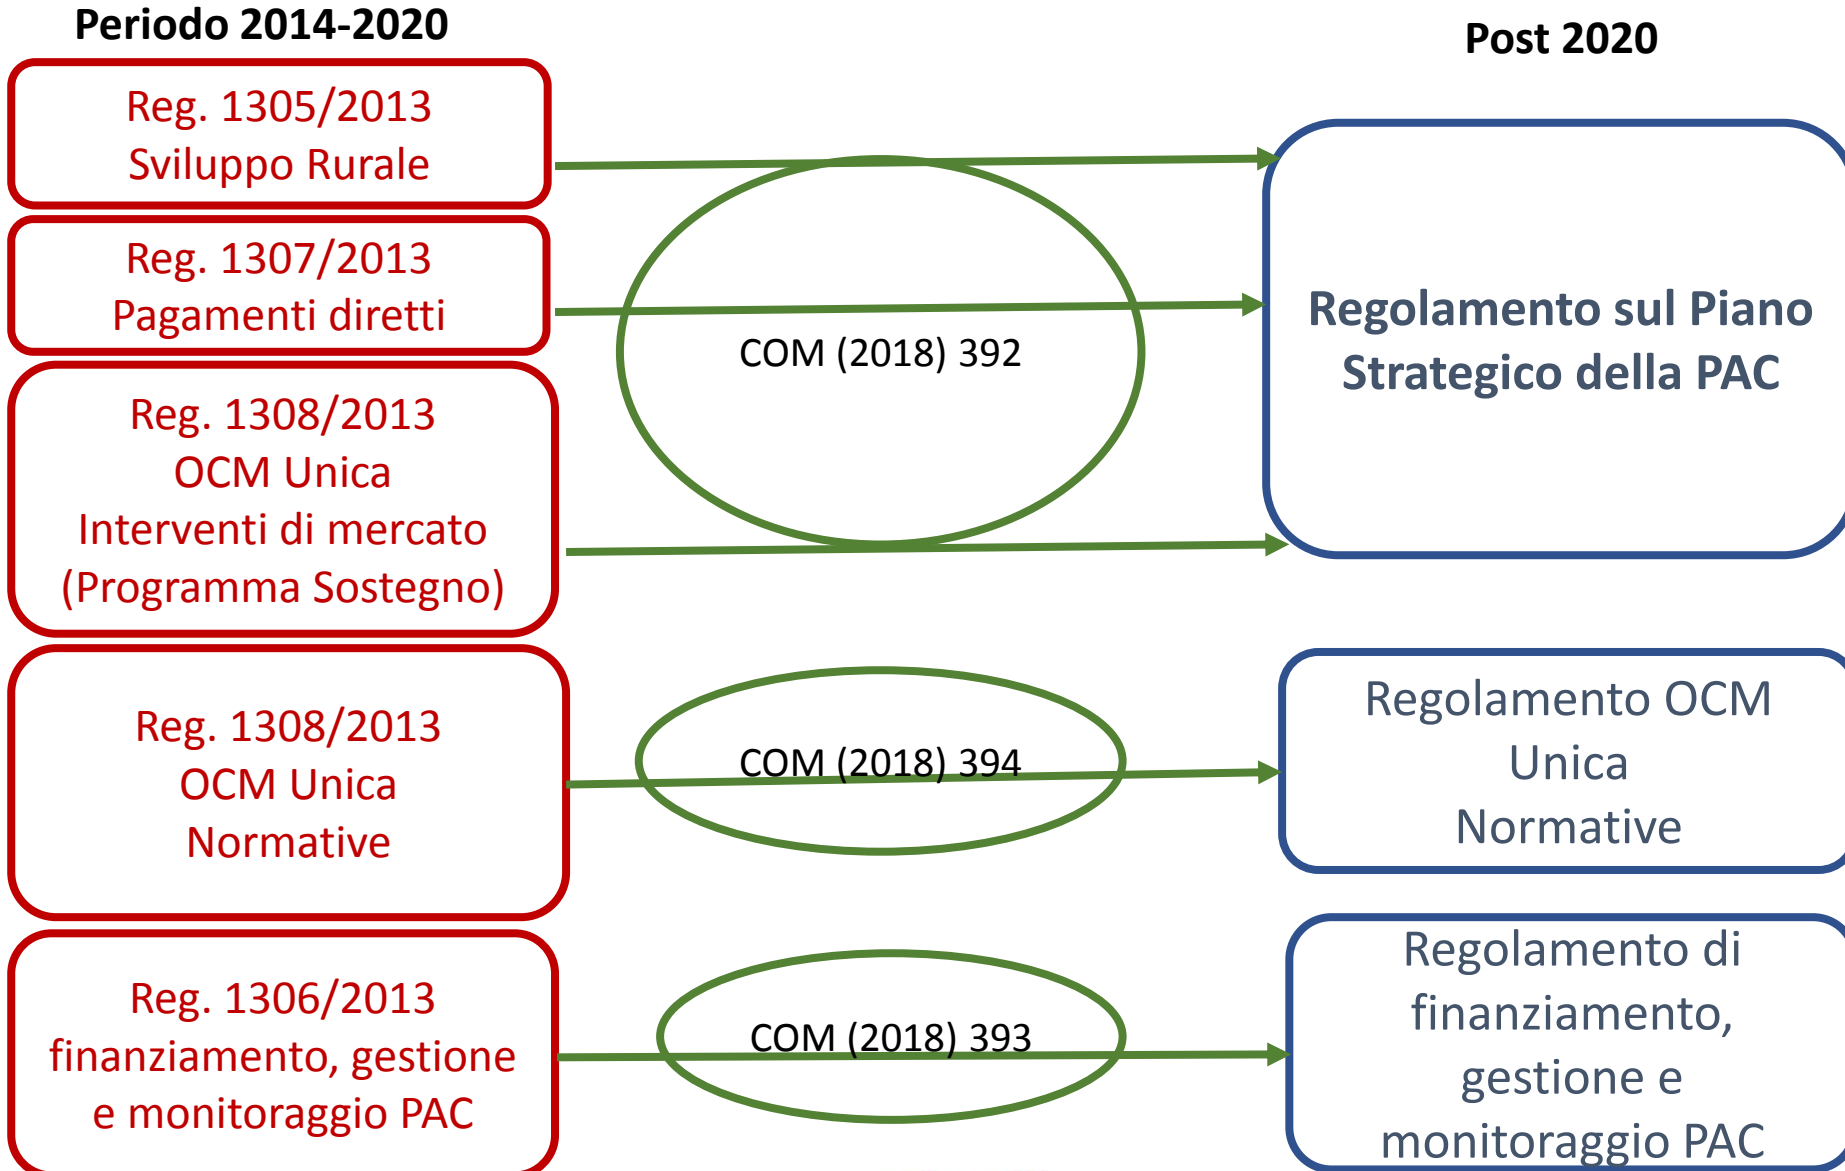 Periodo 2014-2020
Post 2020
Reg. 1305/2013
Sviluppo Rurale
Reg. 1307/2013
Pagamenti diretti
Reg. 1308/2013
OCM Unica
Interventi di mercato
(Programma Sostegno)
COM (2018) 392
Regolamento sul Piano
Strategico della PAC
Reg. 1308/2013
OCM Unica
Normative
COM (2018) 394
Regolamento OCM
Unica
Normative
Reg. 1306/2013
finanziamento, gestione
e monitoraggio PAC
COM (2018) 393
Regolamento di
finanziamento,
gestione e
monitoraggio PAC